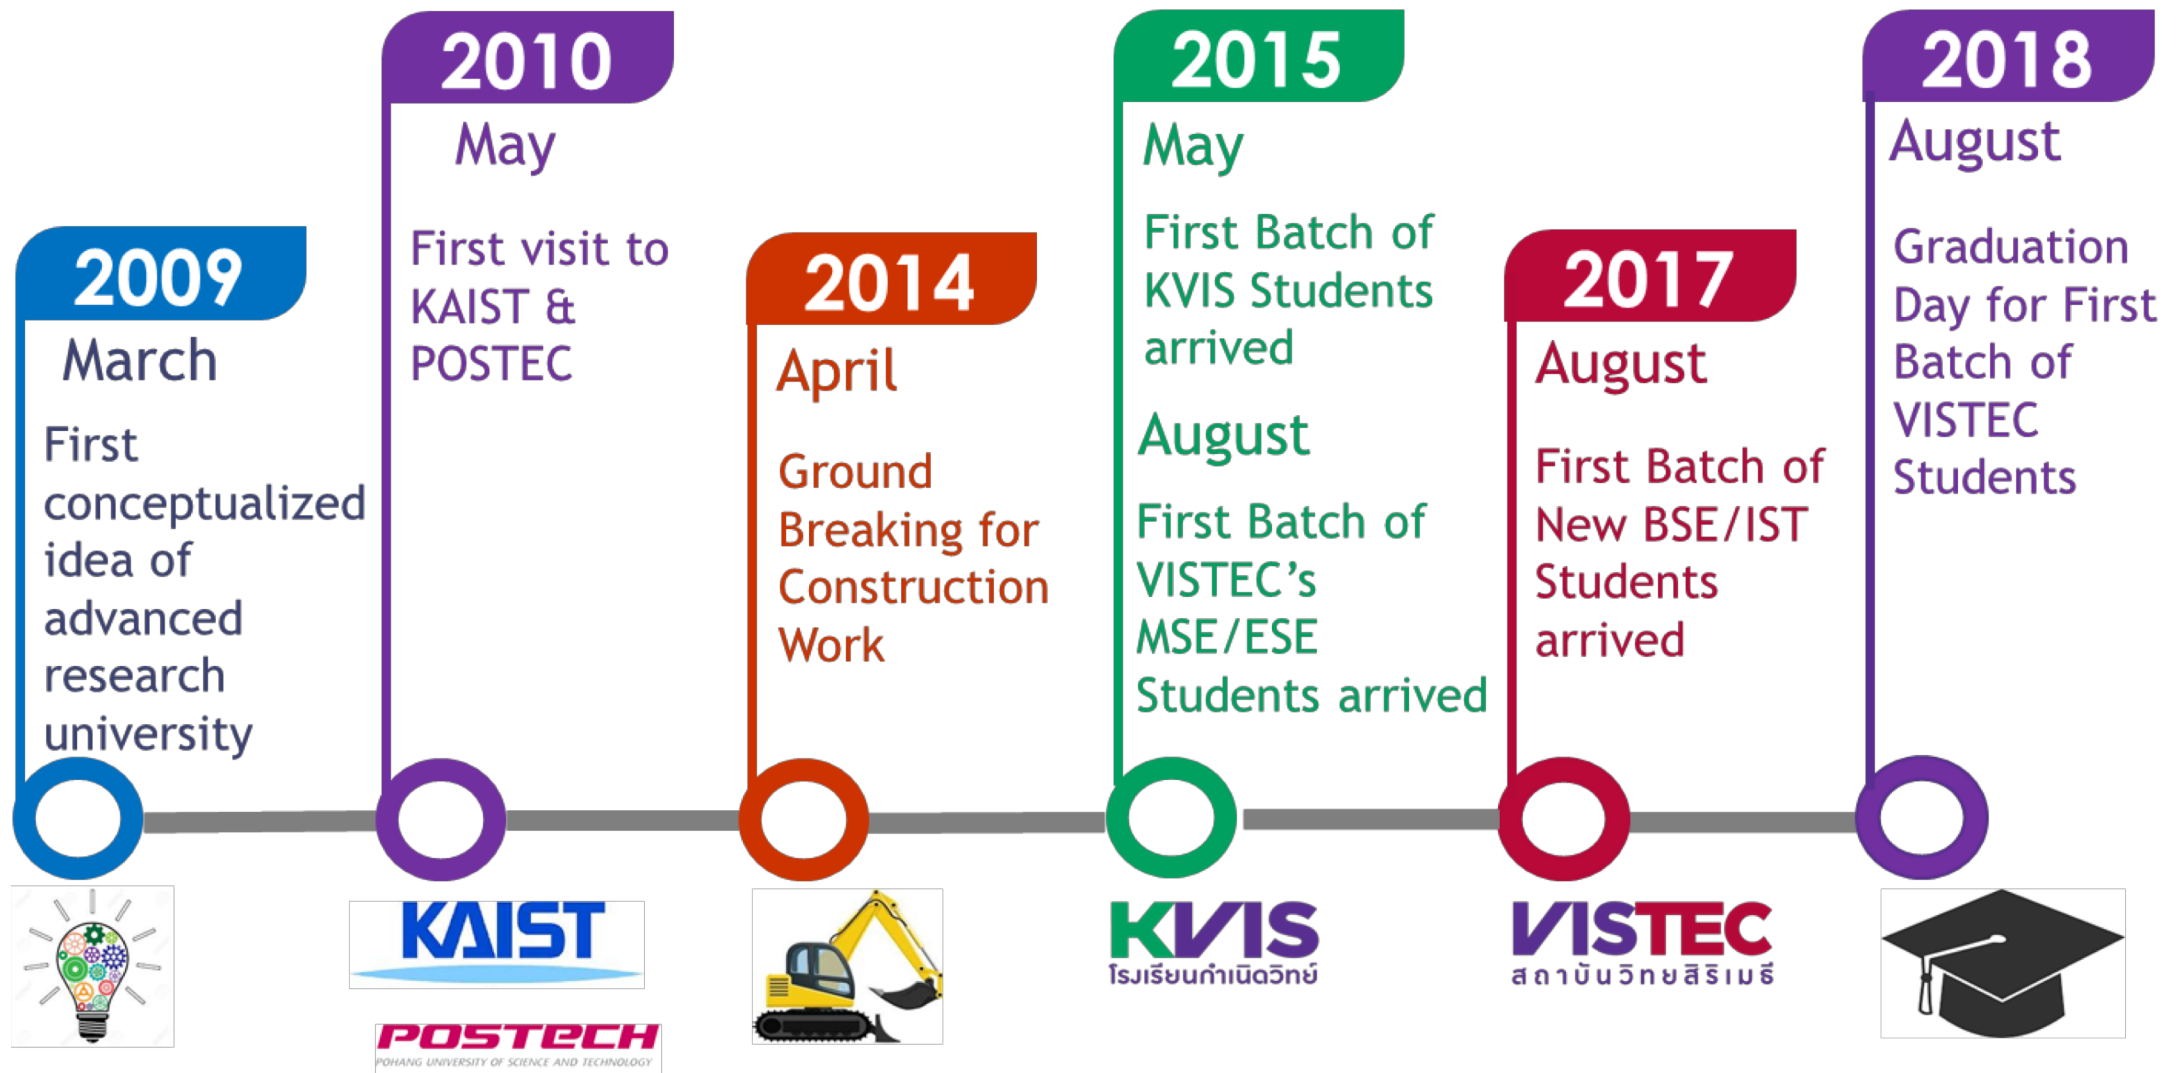 2009
March
First
conceptualized
idea of
advanced
research
university
2010
May
First visit to
KAIST &
POSTEC
2014
April
Ground
Breaking for
Construction
Work
2015
May
First Batch of
KVIS Students
arrived
August
First Batch of
VISTEC’s
MSE/ESE
Students arrived
2017
August
First Batch of
New BSE/IST
Students
arrived
2018
August
Graduation
Day for First
Batch of
VISTEC
Students
KAIST
POSTECH
POHANG UNIVERSITY OF SCIENCE AND TECHNOLOGY
KVIS
โรงเรียนกำเนิดวิทย์
VISTEC
สถาบันวิทยสิริเมธี